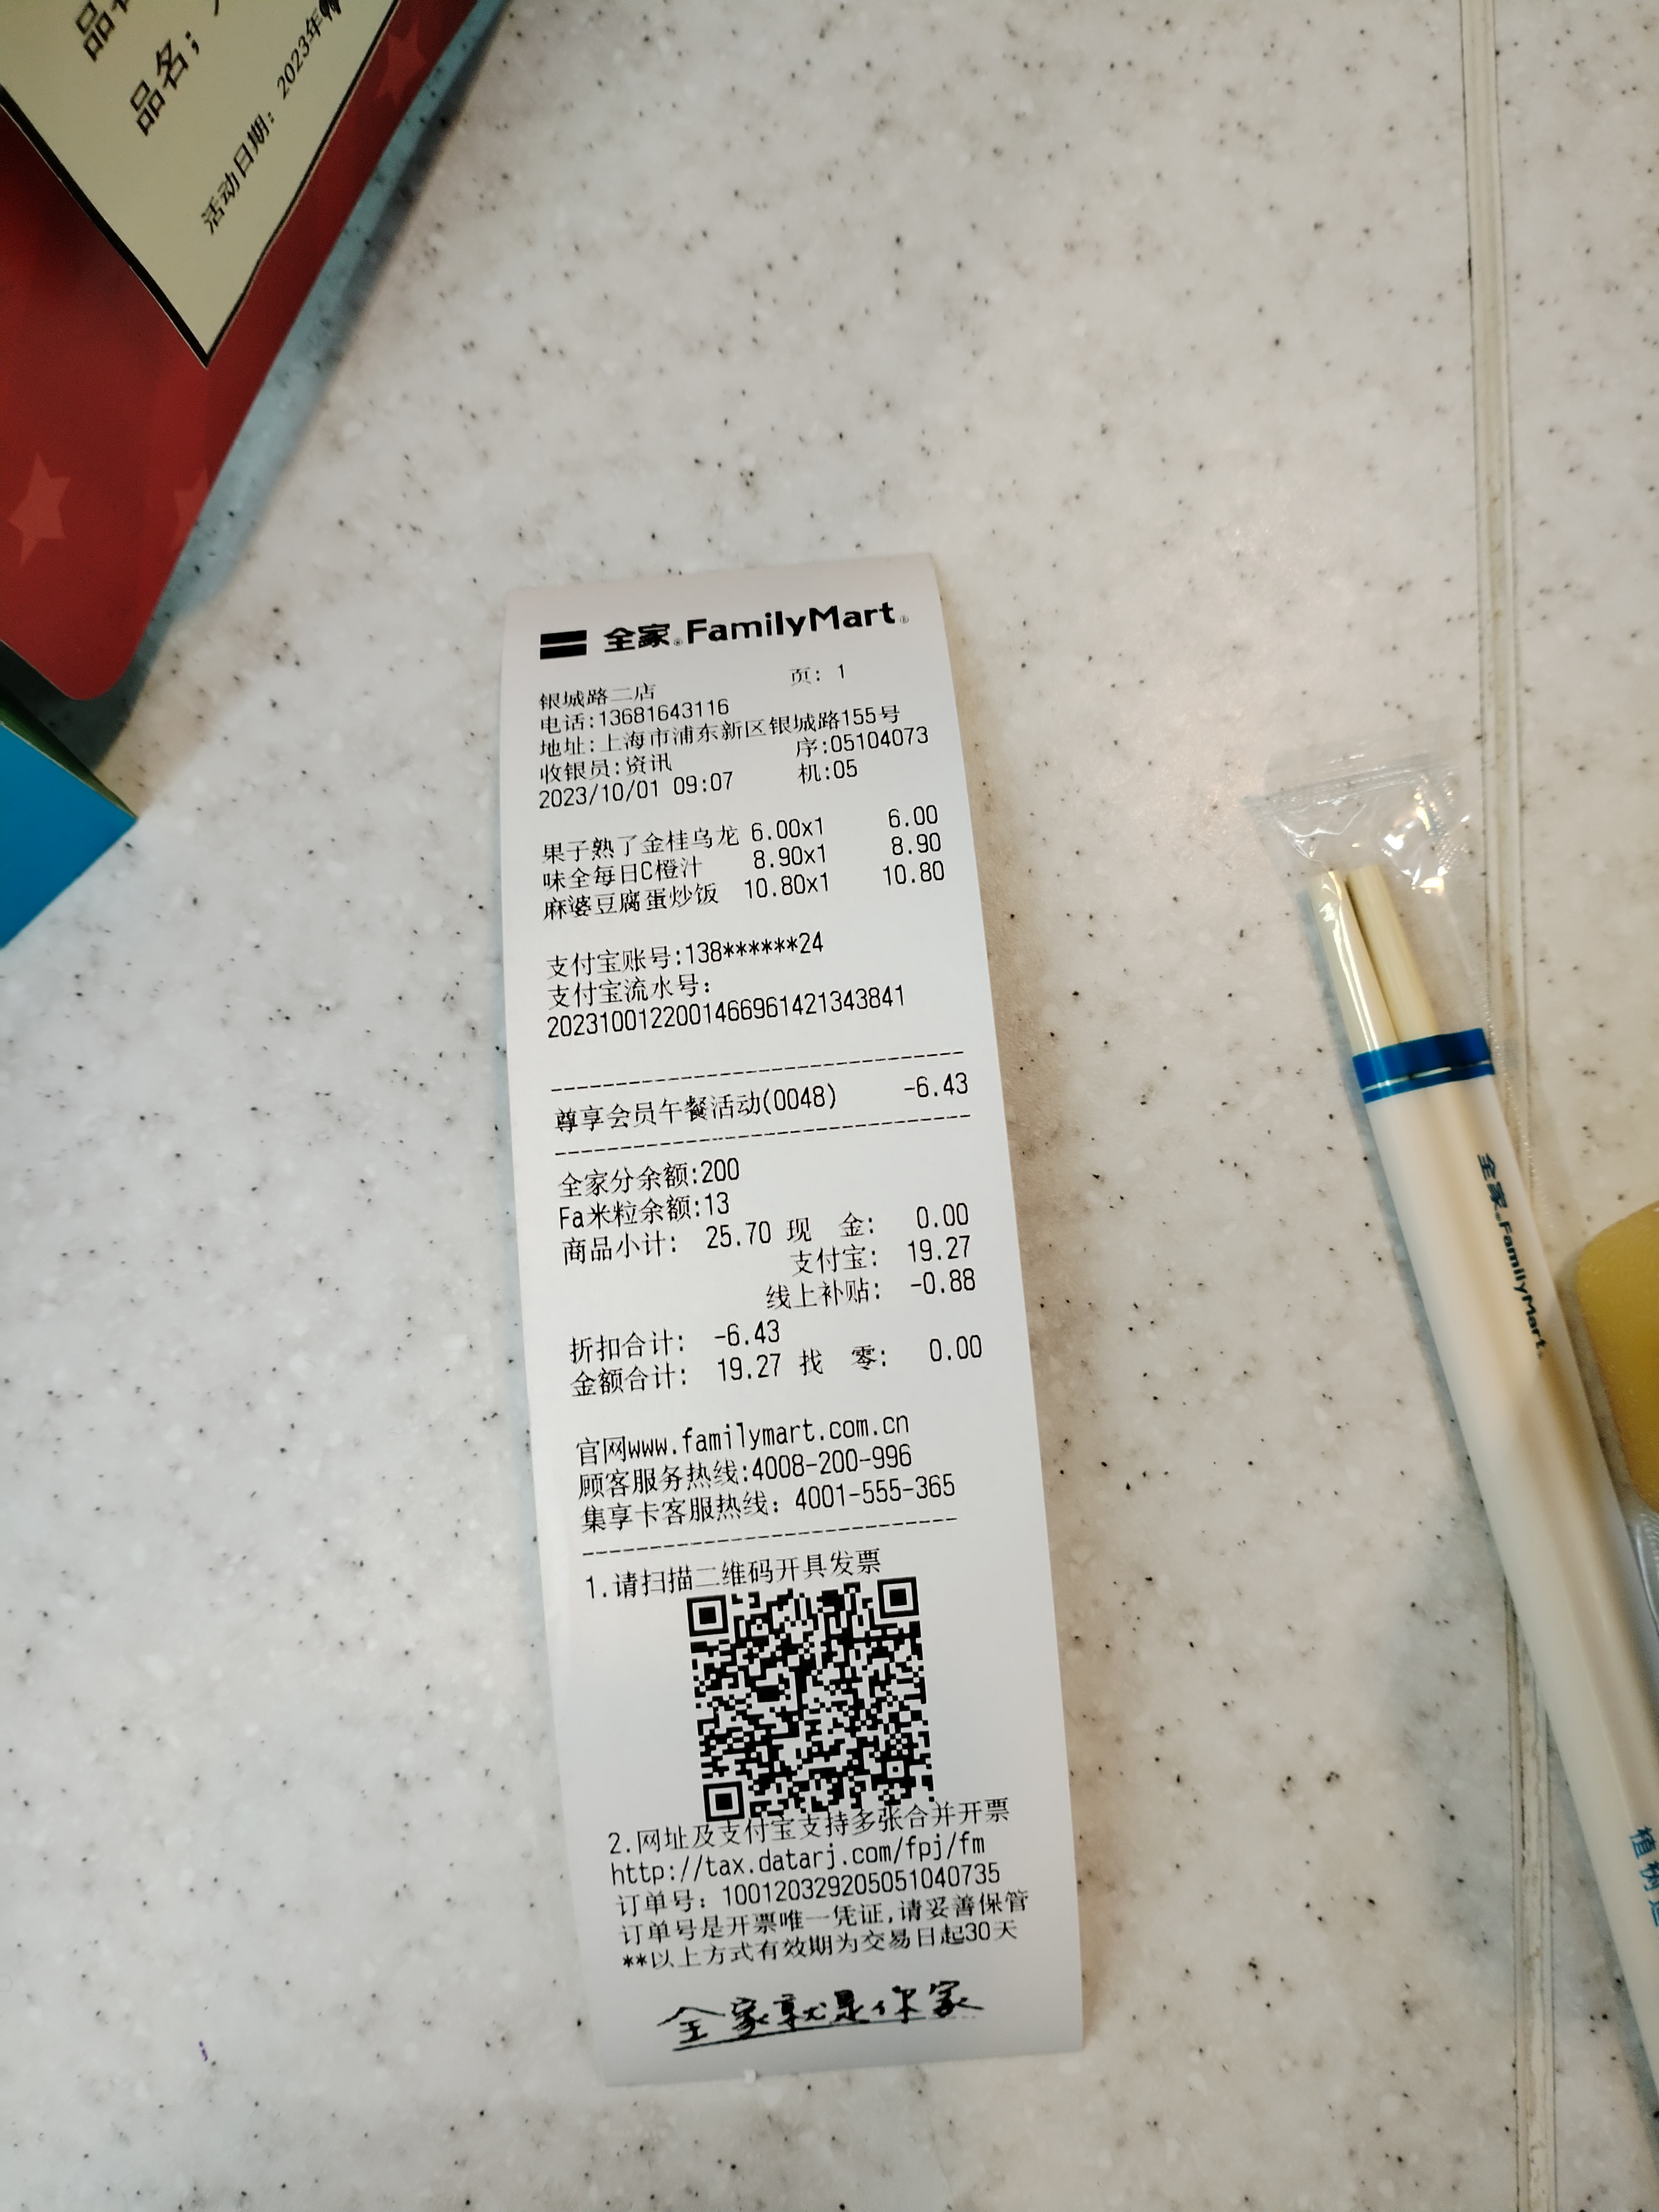 品名;
活动日期: 2023年
全家 FamilyMart
页: 1
银城路二店
电话:13681643116
地址:上海市浦东新区银城路155号
收银员:资讯 序:05104073
2023/10/01 09:07 机:05
果子熟了金桂乌龙 6.00x1 6.00
味全每日C橙汁 8.90x1 8.90
麻婆豆腐蛋炒饭 10.80x1 10.80
支付宝账号:138******24
支付宝流水号:
2023100122001466961421343841
尊享会员午餐活动(0048) -6.43
全家分余额:200
Fa米粒余额:13
商品小计: 25.70 现 金: 0.00
支付宝: 19.27
线上补贴: -0.88
折扣合计: -6.43
金额合计: 19.27 找 零: 0.00
官网www.familymart.com.cn
顾客服务热线:4008-200-996
集享卡客服热线: 4001-555-365
1.请扫描二维码开具发票
2.网址及支付宝支持多张合并开票
http://tax.datarj.com/fpj/fm
订单号: 100120329205051040735
订单号是开票唯一凭证,请妥善保管
**以上方式有效期为交易日起30天
全家就是你家
全家 FamilyMart
植树造